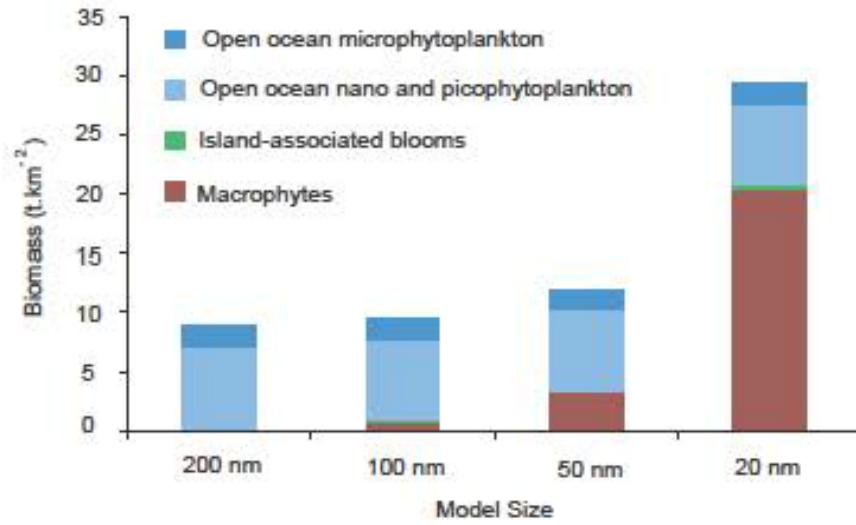 35
30
25
20
15
10
5
0
Biomass (t.km⁻²)
Open ocean microphytoplankton
Open ocean nano and picophytoplankton
Island-associated blooms
Macrophytes
200 nm 100 nm 50 nm 20 nm
Model Size